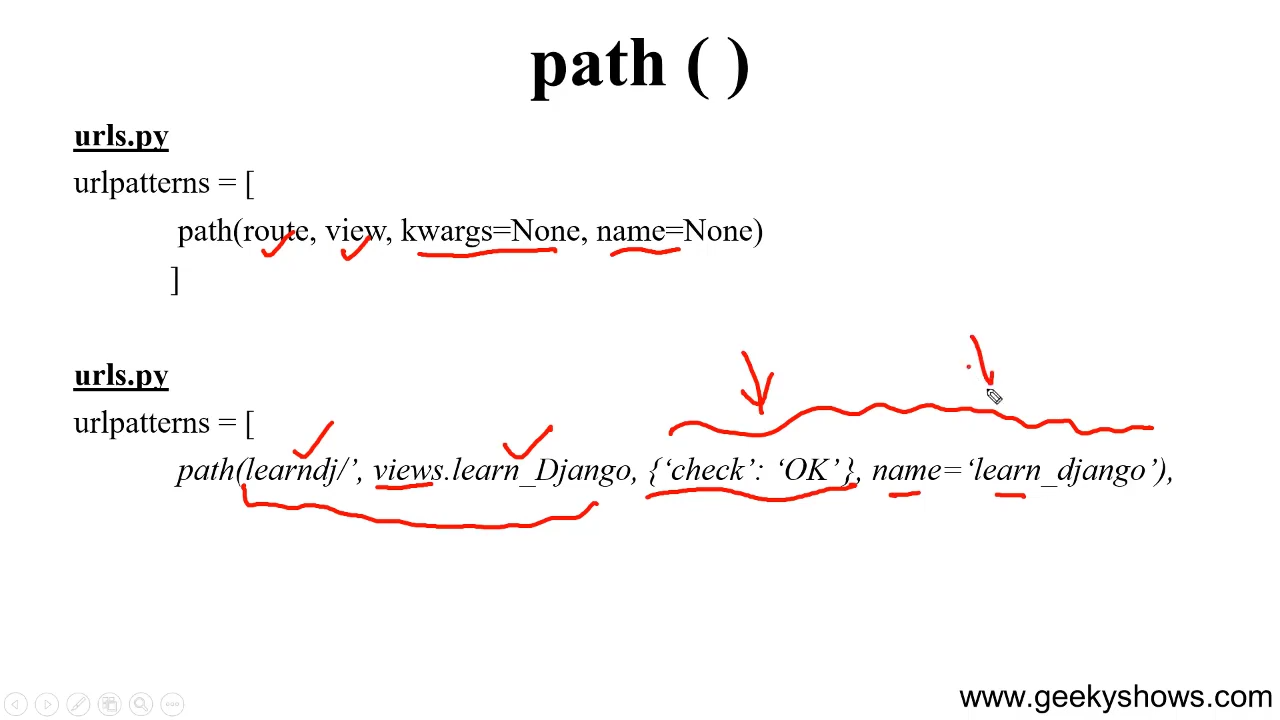 path ( )
urls.py
urlpatterns = [
path(route, view, kwargs=None, name=None)
]
urls.py
urlpatterns = [
path(learndj/’, views.learn_Django, {‘check’: ‘OK’}, name=‘learn_django’),
www.geekyshows.com